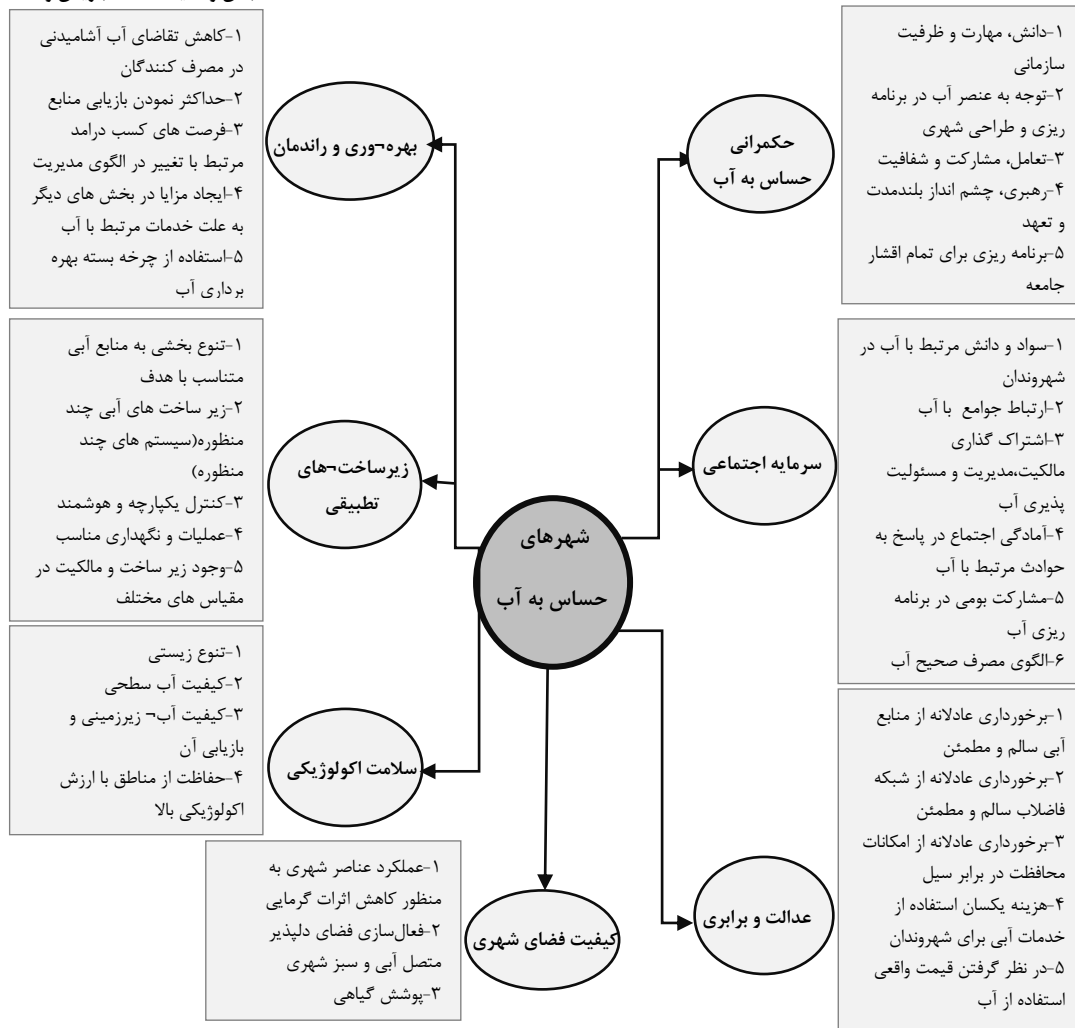 ۱-دانش، مهارت و ظرفیت
سازمانی
۲-توجه به عنصر آب در برنامه
ریزی و طراحی شهری
۳-تعامل، مشارکت و شفافیت
۴-رهبری، چشم انداز بلندمدت
و تعهد
۵-برنامه ریزی برای تمام اقشار
جامعه
حکمرانی
حساس به آب
بهره¬وری و راندمان
۱-کاهش تقاضای آب آشامیدنی
در مصرف کنندگان
۲-حداکثر نمودن بازیابی منابع
۳-فرصت های کسب درامد
مرتبط با تغییر در الگوی مدیریت
۴-ایجاد مزایا در بخش های دیگر
به علت خدمات مرتبط با آب
۵-استفاده از چرخه بسته بهره
برداری آب
۱-سواد و دانش مرتبط با آب در
شهروندان
۲-ارتباط جوامع با آب
۳-اشتراک گذاری
مالکیت،مدیریت و مسئولیت
پذیری آب
۴-آمادگی اجتماع در پاسخ به
حوادث مرتبط با آب
۵-مشارکت بومی در برنامه
ریزی آب
۶-الگوی مصرف صحیح آب
سرمایه اجتماعی
زیرساخت¬های
تطبیقی
۱-تنوع بخشی به منابع آبی
متناسب با هدف
۲-زیر ساخت های آبی چند
منظوره(سیستم های چند
منظوره)
۳-کنترل یکپارچه و هوشمند
۴-عملیات و نگهداری مناسب
۵-وجود زیر ساخت و مالکیت در
مقیاس های مختلف
شهرهای
حساس به آب
۱-برخورداری عادلانه از منابع
آبی سالم و مطمئن
۲-برخورداری عادلانه از شبکه
فاضلاب سالم و مطمئن
۳-برخورداری عادلانه از امکانات
محافظت در برابر سیل
۴-هزینه یکسان استفاده از
خدمات آبی برای شهروندان
۵-در نظر گرفتن قیمت واقعی
استفاده از آب
عدالت و برابری
سلامت اکولوژیکی
۱-تنوع زیستی
۲-کیفیت آب سطحی
۳-کیفیت آب¬ زیرزمینی و
بازیابی آن
۴-حفاظت از مناطق با ارزش
اکولوژیکی بالا
کیفیت فضای شهری
۱-عملکرد عناصر شهری به
منظور کاهش اثرات گرمایی
۲-فعال‌سازی فضای دلپذیر
متصل آبی و سبز شهری
۳-پوشش گیاهی